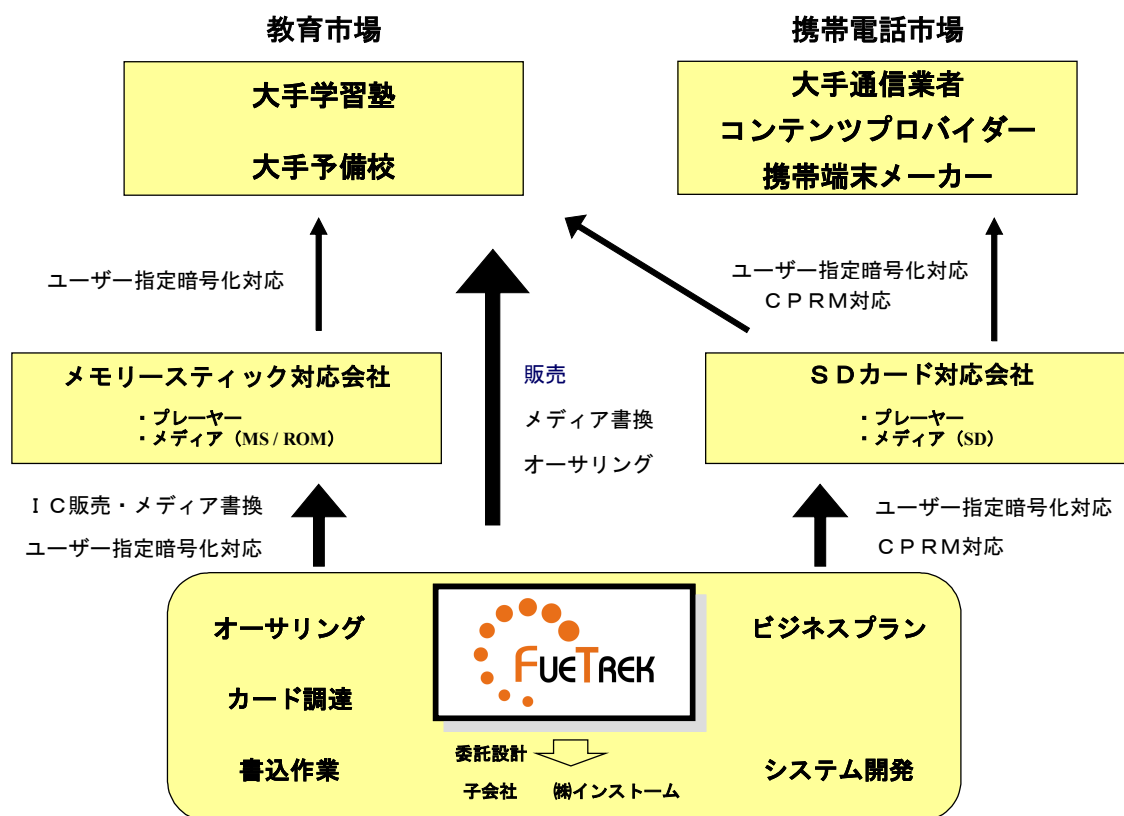 教育市場
携帯電話市場
大手学習塾
大手予備校
大手通信業者
コンテンツプロバイダー
携帯端末メーカー
ユーザー指定暗号化対応
ユーザー指定暗号化対応
ＣＰＲＭ対応
メモリースティック対応会社
・プレーヤー
・メディア（MS / ROM）
販売
メディア書換
オーサリング
ＳＤカード対応会社
・プレーヤー
・メディア（SD）
ＩＣ販売・メディア書換
ユーザー指定暗号化対応
ユーザー指定暗号化対応
ＣＰＲＭ対応
オーサリング
カード調達
書込作業
FUETREK
委託設計
子会社　㈱インストーム
ビジネスプラン
システム開発